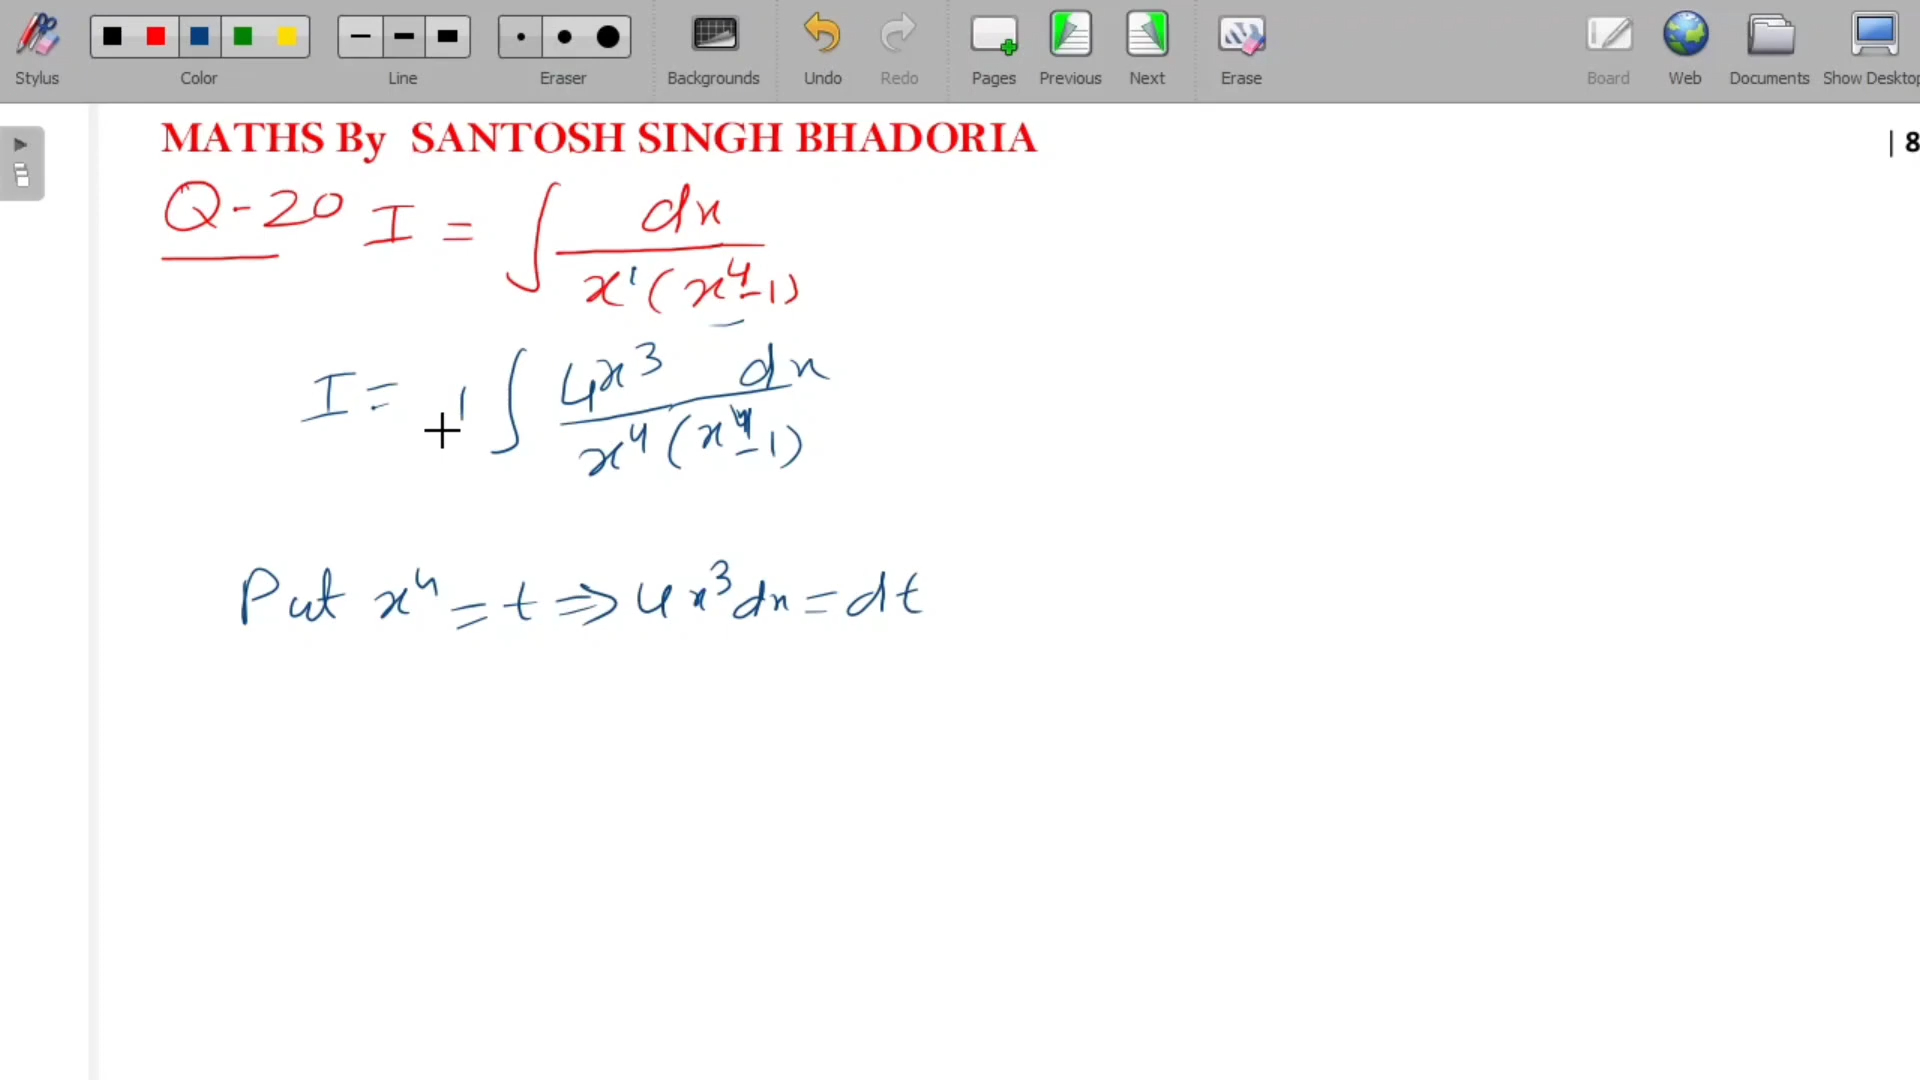 Stylus Color Line Eraser Backgrounds Undo Redo Pages Previous Next Erase Board Web Documents Show Desktop
MATHS By SANTOSH SINGH BHADORIA | 8
Q-20 I = ∫ dx / x¹(x⁴-1)
I = 1 ∫ 4x³ dx / x⁴(x⁴-1)
Put x⁴ = t ⇒ 4x³dx = dt